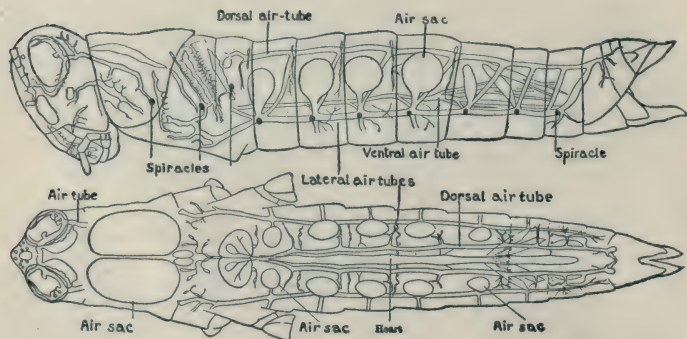 Dorsal air-tube
Air sac
Spiracles
Ventral air tube
Spiracle
Lateral air tubes
Air tube
Dorsal air tube
Air sac
Air sac
Heart
Air sac